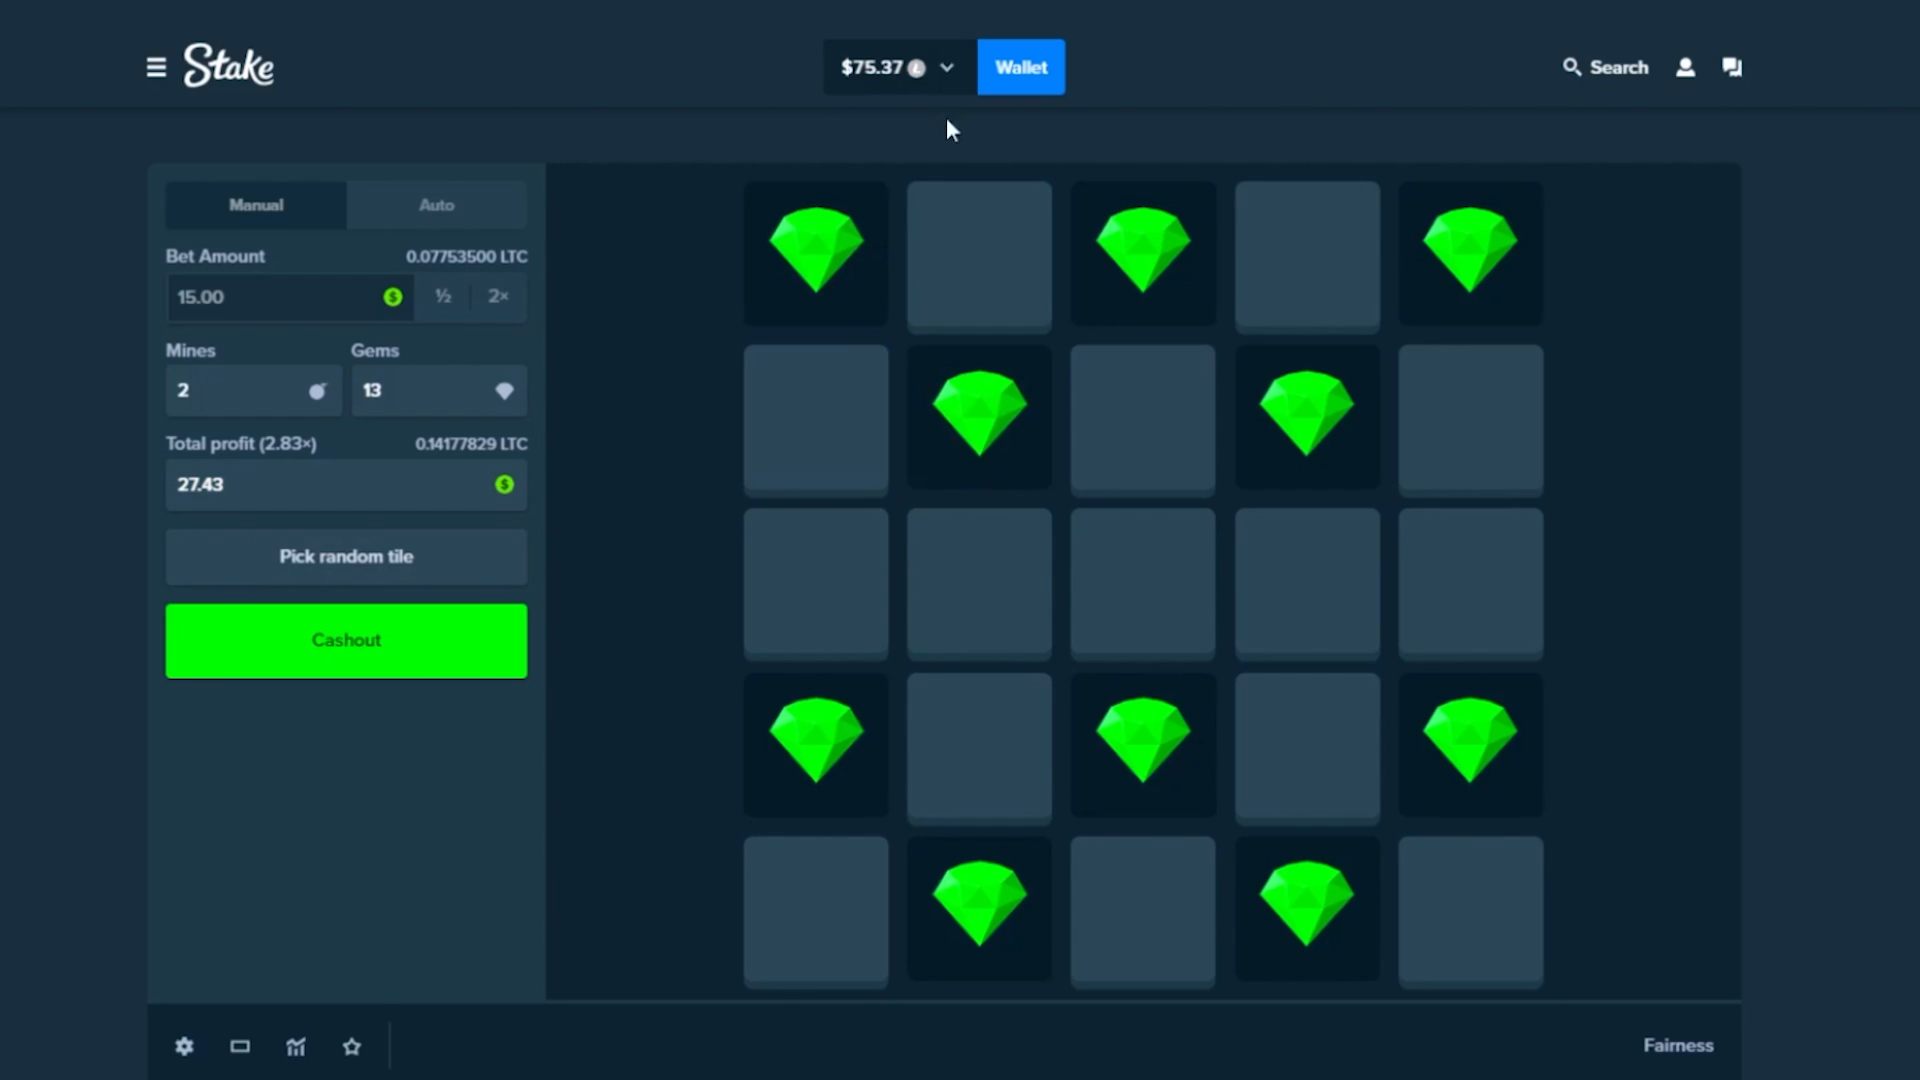 Stake
$75.37
Wallet
Search
Manual
Auto
Bet Amount
0.07753500 LTC
15.00
½
2×
Mines
Gems
2
13
Total profit (2.83×)
0.14177829 LTC
27.43
Pick random tile
Cashout
Fairness